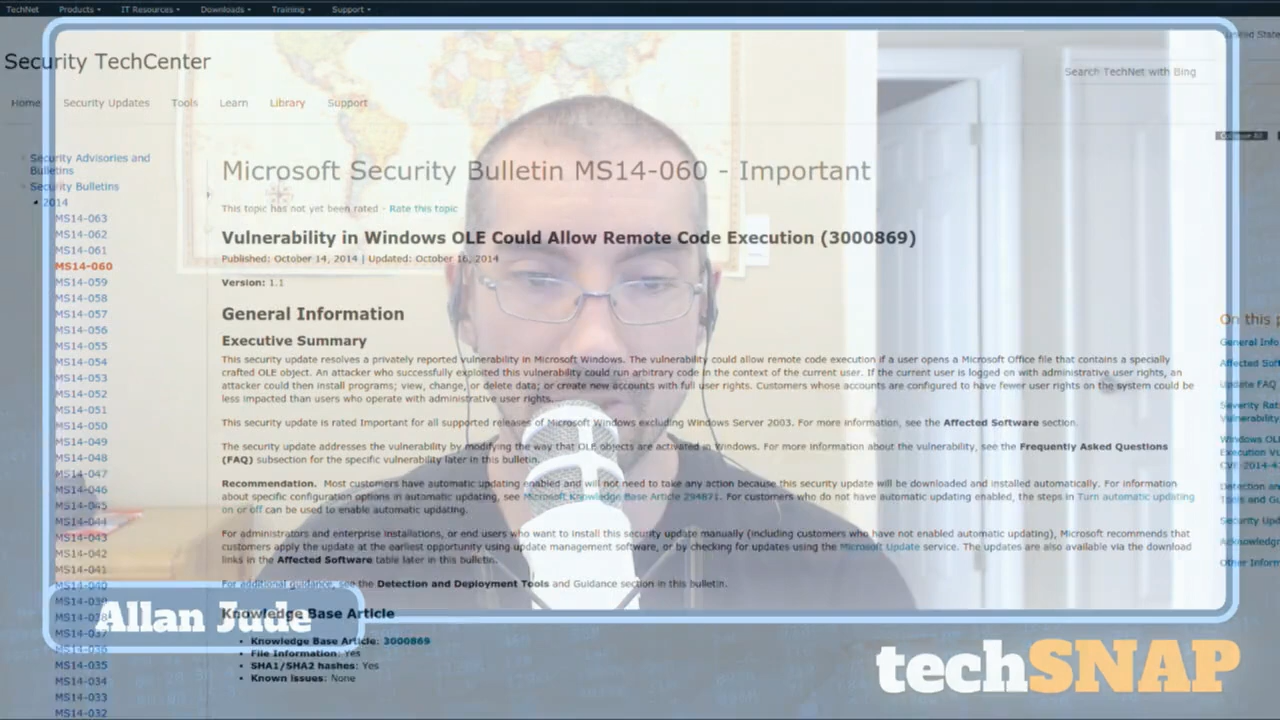 TechNet Products IT Resources Downloads Training Support
United State
Security TechCenter
Search TechNet with Bing
Home Security Updates Tools Learn Library Support
Collapse All
Security Advisories and
Bulletins
Security Bulletins
2014
MS14-063
MS14-062
MS14-061
MS14-060
MS14-059
MS14-058
MS14-057
MS14-056
MS14-055
MS14-054
MS14-053
MS14-052
MS14-051
MS14-050
MS14-049
MS14-048
MS14-047
MS14-046
MS14-045
MS14-044
MS14-043
MS14-042
MS14-041
MS14-040
MS14-039
MS14-038
MS14-037
MS14-036
MS14-035
MS14-034
MS14-033
MS14-032
Microsoft Security Bulletin MS14-060 - Important
This topic has not yet been rated - Rate this topic
Vulnerability in Windows OLE Could Allow Remote Code Execution (3000869)
Published: October 14, 2014 | Updated: October 16, 2014
Version: 1.1
General Information
Executive Summary
This security update resolves a privately reported vulnerability in Microsoft Windows. The vulnerability could allow remote code execution if a user opens a Microsoft Office file that contains a specially
crafted OLE object. An attacker who successfully exploited this vulnerability could run arbitrary code in the context of the current user. If the current user is logged on with administrative user rights, an
attacker could then install programs; view, change, or delete data; or create new accounts with full user rights. Customers whose accounts are configured to have fewer user rights on the system could be
less impacted than users who operate with administrative user rights.
This security update is rated Important for all supported releases of Microsoft Windows excluding Windows Server 2003. For more information, see the Affected Software section.
The security update addresses the vulnerability by modifying the way that OLE objects are activated in Windows. For more information about the vulnerability, see the Frequently Asked Questions
(FAQ) subsection for the specific vulnerability later in this bulletin.
Recommendation. Most customers have automatic updating enabled and will not need to take any action because this security update will be downloaded and installed automatically. For information
about specific configuration options in automatic updating, see Microsoft Knowledge Base Article 294871. For customers who do not have automatic updating enabled, the steps in Turn automatic updating
on or off can be used to enable automatic updating.
For administrators and enterprise installations, or end users who want to install this security update manually (including customers who have not enabled automatic updating), Microsoft recommends that
customers apply the update at the earliest opportunity using update management software, or by checking for updates using the Microsoft Update service. The updates are also available via the download
links in the Affected Software table later in this bulletin.
For additional guidance, see the Detection and Deployment Tools and Guidance section in this bulletin.
Knowledge Base Article
Knowledge Base Article: 3000869
File Information: Yes
SHA1/SHA2 hashes: Yes
Known issues: None
On this p
General Info
Affected Soft
Update FAQ
Severity Rat
Vulnerability
Windows OL
Execution Vu
CVE-2014-4
Detection an
Tools and Gu
Security Upd
Acknowledg
Other Inform
Allan Jude
techSNAP